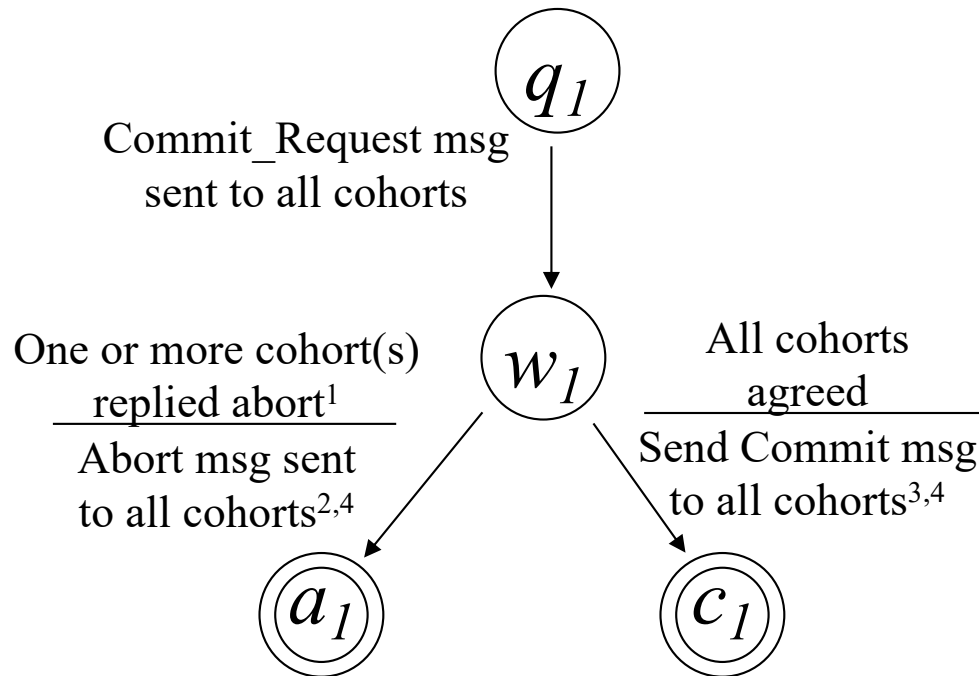 q1
Commit_Request msg
sent to all cohorts
w1
One or more cohort(s)
replied abort1
Abort msg sent
to all cohorts2,4
All cohorts
agreed
Send Commit msg
to all cohorts3,4
a1
c1